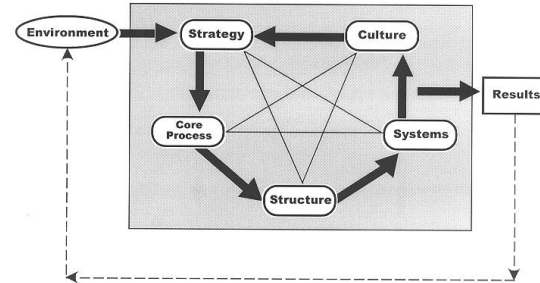 Environment
Strategy
Culture
Core
Process
Systems
Results
Structure